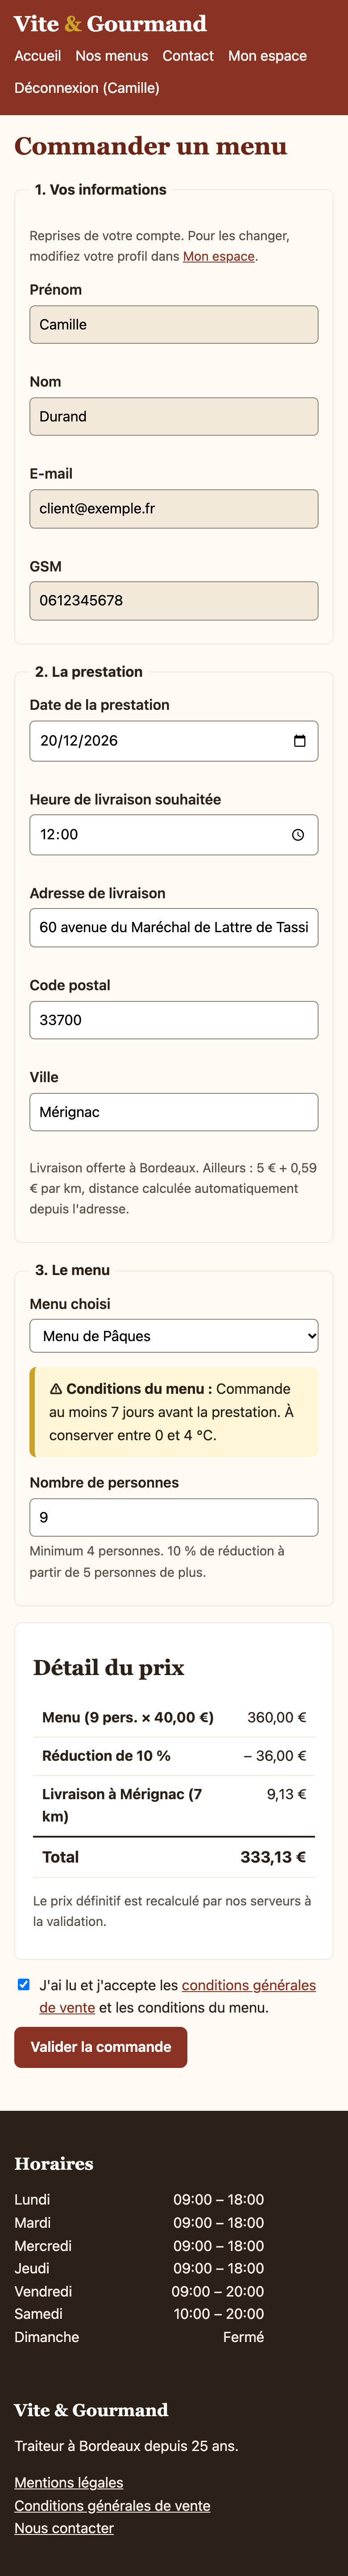 Vite & Gourmand
Accueil Nos menus Contact Mon espace
Déconnexion (Camille)
Commander un menu
1. Vos informations
Reprises de votre compte. Pour les changer,
modifiez votre profil dans Mon espace.
Prénom
Camille
Nom
Durand
E-mail
client@exemple.fr
GSM
0612345678
2. La prestation
Date de la prestation
20/12/2026
Heure de livraison souhaitée
12:00
Adresse de livraison
60 avenue du Maréchal de Lattre de Tassi
Code postal
33700
Ville
Mérignac
Livraison offerte à Bordeaux. Ailleurs : 5 € + 0,59
€ par km, distance calculée automatiquement
depuis l'adresse.
3. Le menu
Menu choisi
Menu de Pâques
⚠ Conditions du menu : Commande
au moins 7 jours avant la prestation. À
conserver entre 0 et 4 °C.
Nombre de personnes
9
Minimum 4 personnes. 10 % de réduction à
partir de 5 personnes de plus.
Détail du prix
Menu (9 pers. × 40,00 €) 360,00 €
Réduction de 10 % − 36,00 €
Livraison à Mérignac (7 9,13 €
km)
Total 333,13 €
Le prix définitif est recalculé par nos serveurs à
la validation.
J'ai lu et j'accepte les conditions générales
de vente et les conditions du menu.
Valider la commande
Horaires
Lundi 09:00 – 18:00
Mardi 09:00 – 18:00
Mercredi 09:00 – 18:00
Jeudi 09:00 – 18:00
Vendredi 09:00 – 20:00
Samedi 10:00 – 20:00
Dimanche Fermé
Vite & Gourmand
Traiteur à Bordeaux depuis 25 ans.
Mentions légales
Conditions générales de vente
Nous contacter